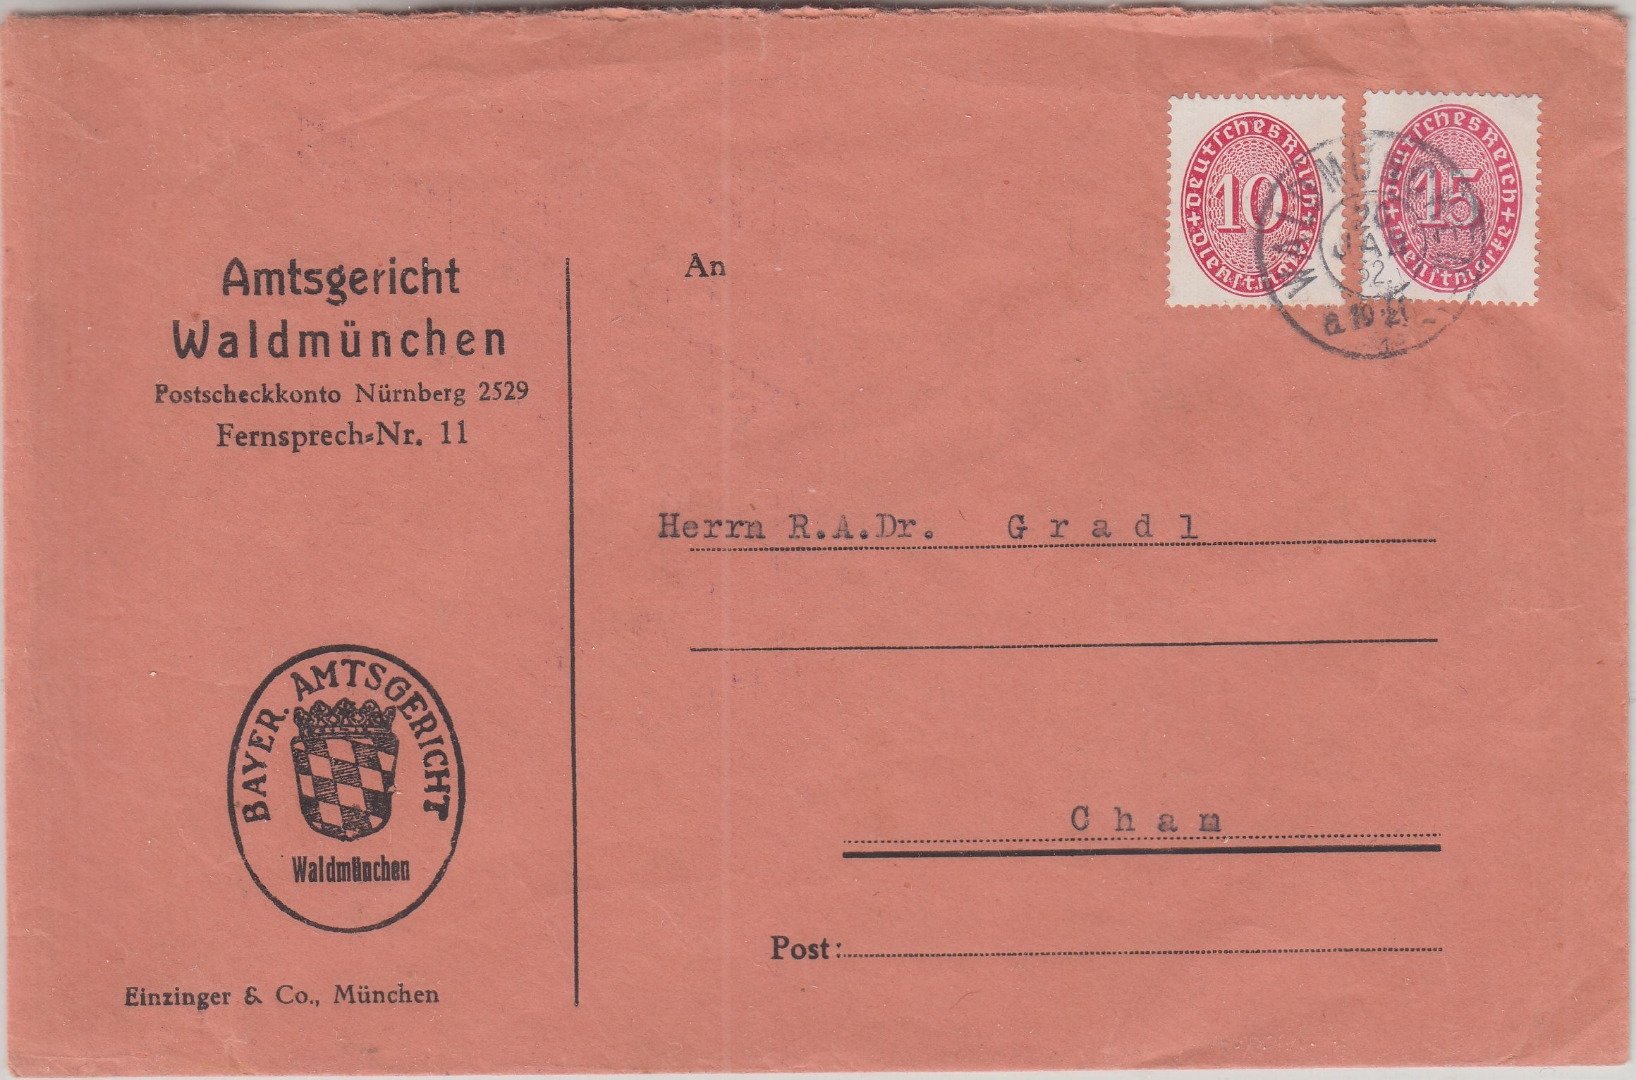 Amtsgericht
Waldmünchen
Postscheckkonto Nürnberg 2529
Fernsprech-Nr. 11
BAYER. AMTSGERICHT
Waldmünchen
Einzinger & Co., München
Deutsches Reich
10
Dienstmarke
Deutsches Reich
15
Dienstmarke
An
Herrn R.A.Dr. Gradl
Cham
Post: